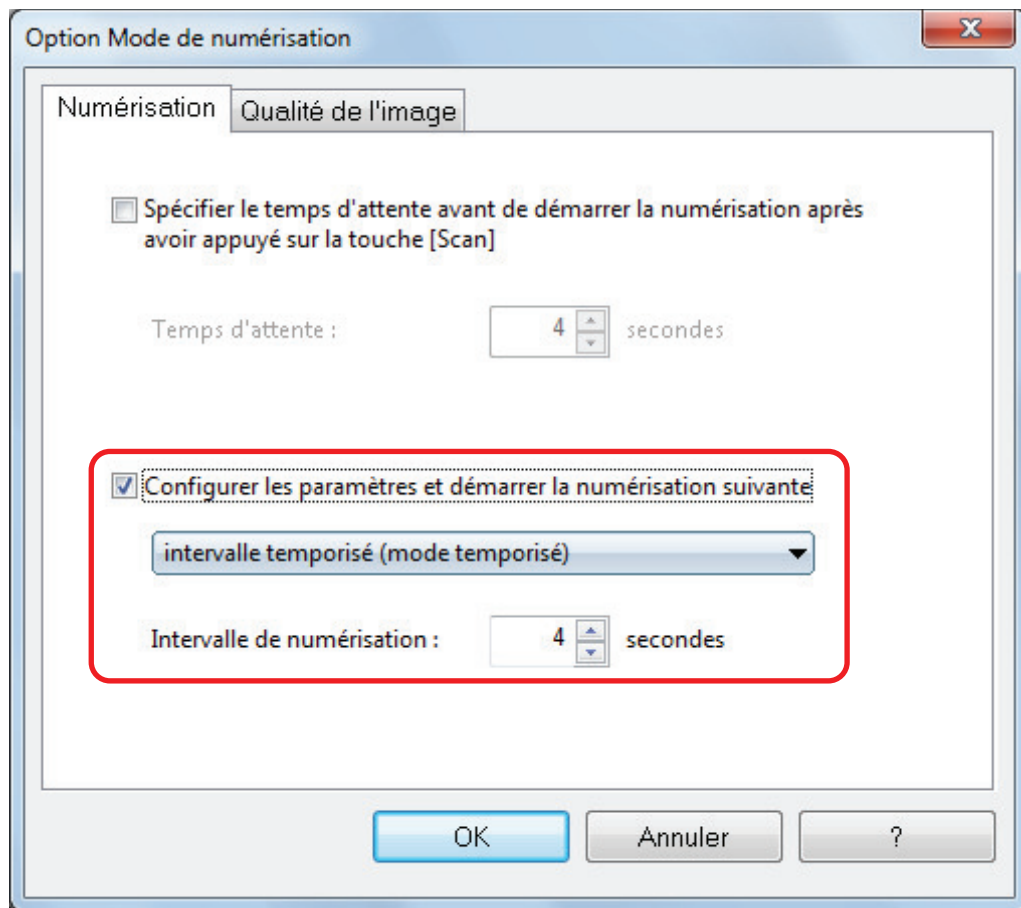 Option Mode de numérisation
x
Numérisation
Qualité de l'image
Spécifier le temps d'attente avant de démarrer la numérisation après
avoir appuyé sur la touche [Scan]
Temps d'attente : 4 secondes
Configurer les paramètres et démarrer la numérisation suivante
intervalle temporisé (mode temporisé)
Intervalle de numérisation : 4 secondes
OK Annuler ?